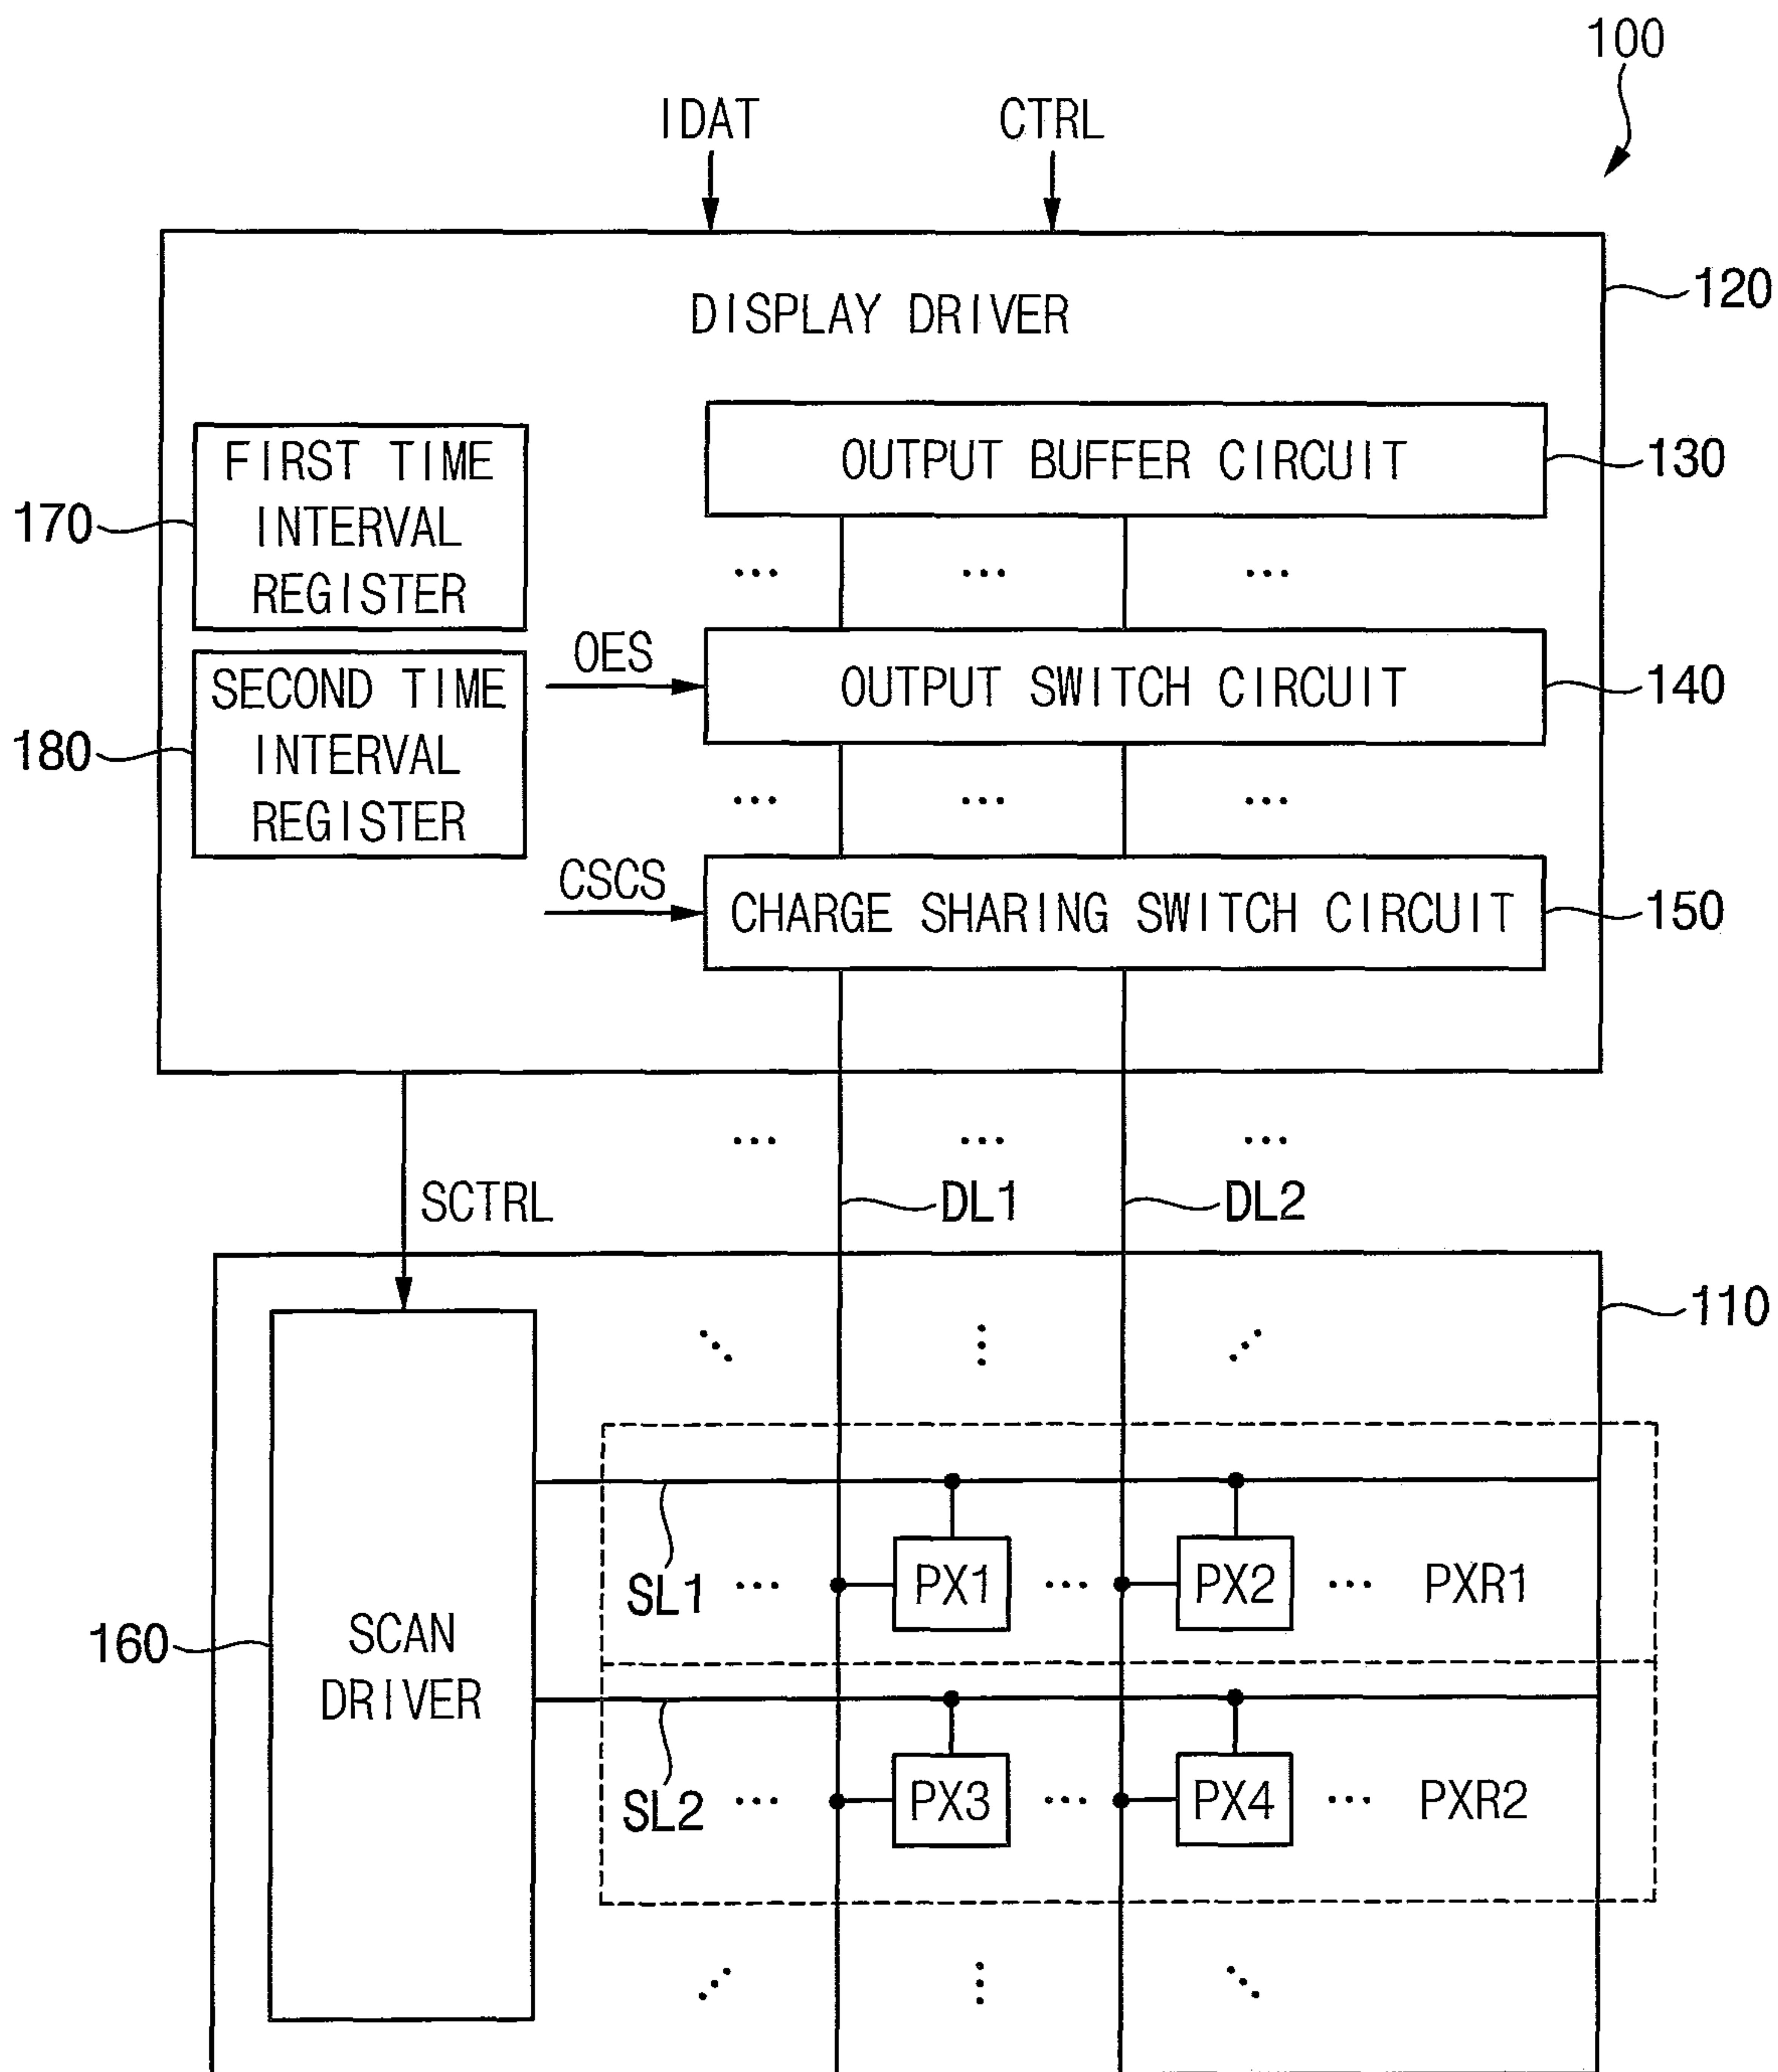 100
IDAT
CTRL
DISPLAY DRIVER
120
FIRST TIME
INTERVAL
REGISTER
170
OUTPUT BUFFER CIRCUIT
130
...
...
...
SECOND TIME
INTERVAL
REGISTER
180
OES
OUTPUT SWITCH CIRCUIT
140
...
...
...
CSCS
CHARGE SHARING SWITCH CIRCUIT
150
...
...
...
SCTRL
DL1
DL2
110
SCAN
DRIVER
160
SL1
...
PX1
...
PX2
...
PXR1
SL2
...
PX3
...
PX4
...
PXR2